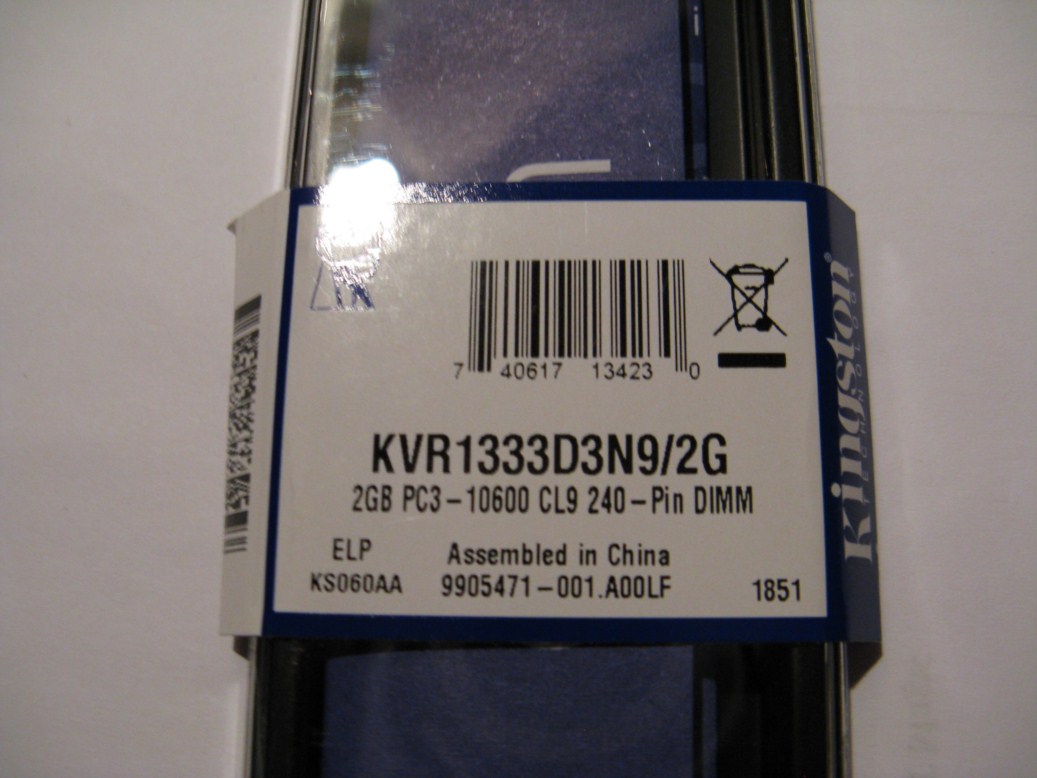 7 40617 13423 0
KVR1333D3N9/2G
2GB PC3-10600 CL9 240-Pin DIMM
ELP
Assembled in China
KS060AA
9905471-001.A00LF
1851
Kingston
TECHNOLOGY